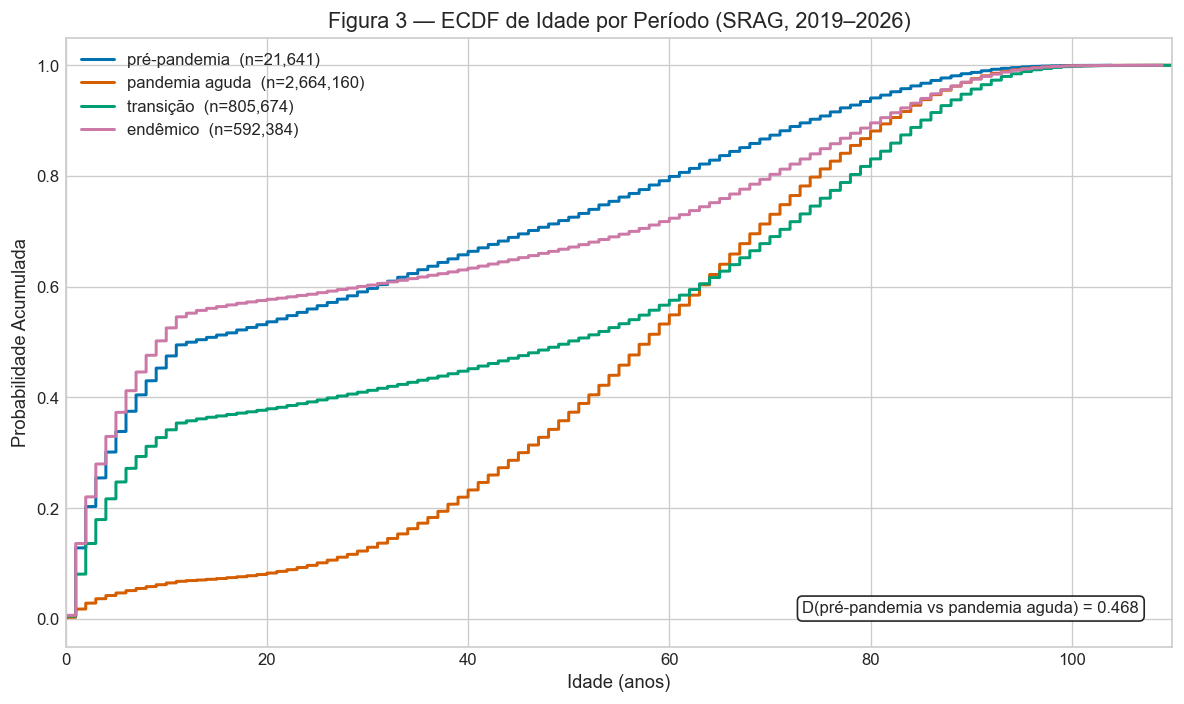 Figura 3 — ECDF de Idade por Período (SRAG, 2019–2026)
pré-pandemia  (n=21,641)
pandemia aguda  (n=2,664,160)
transição  (n=805,674)
endêmico  (n=592,384)
Probabilidade Acumulada
1.0
0.8
0.6
0.4
0.2
0.0
D(pré-pandemia vs pandemia aguda) = 0.468
0 20 40 60 80 100
Idade (anos)